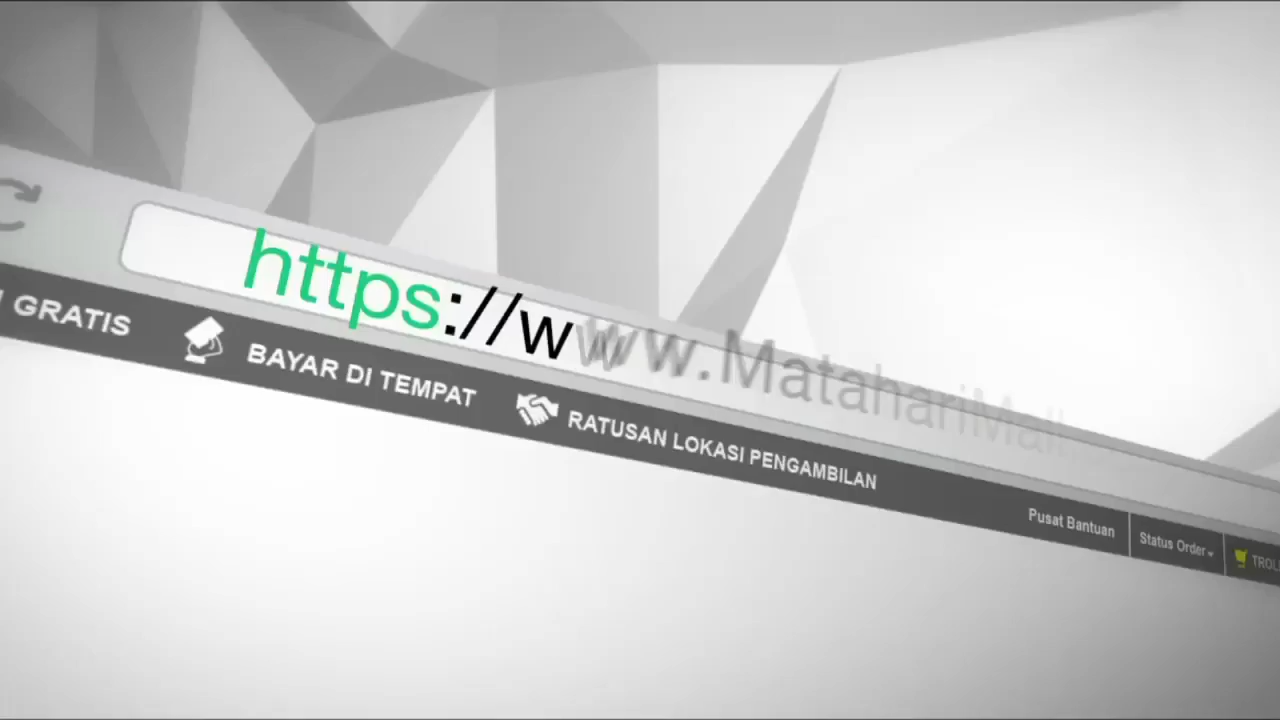 https://www.MatahariMall.
GRATIS
BAYAR DI TEMPAT
RATUSAN LOKASI PENGAMBILAN
Pusat Bantuan
Status Order